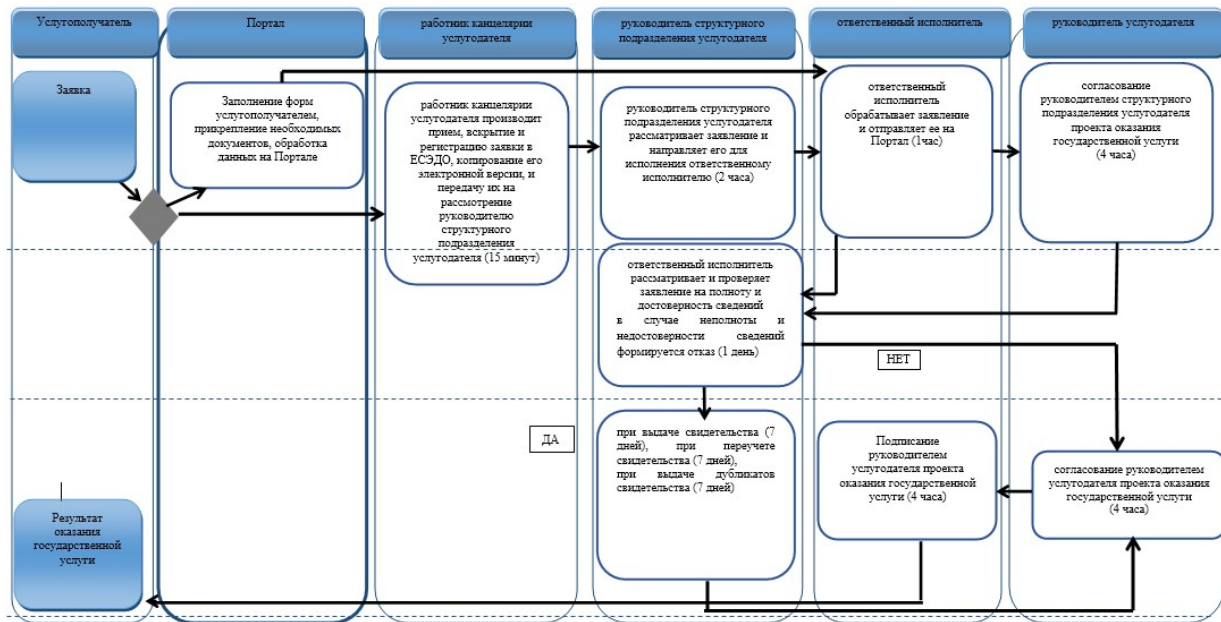 Услугополучатель
Портал
работник канцелярии
услугодателя
руководитель структурного
подразделения услугодателя
ответственный исполнитель
руководитель услугодателя
Заявка
Заполнение форм
услугополучателем,
прикрепление необходимых
документов, обработка
данных на Портале
работник канцелярии
услугодателя производит
прием, вскрытие и
регистрацию заявки в
ЕСЭДО, копирование его
электронной версии, и
передачу их на
рассмотрение
руководителю
структурного
подразделения
услугодателя (15 минут)
руководитель структурного
подразделения услугодателя
рассматривает заявление и
направляет его для
исполнения ответственному
исполнителю (2 часа)
ответственный
исполнитель
обрабатывает заявление
и отправляет ее на
Портал (1час)
согласование
руководителем структурного
подразделения услугодателя
проекта оказания
государственной услуги
(4 часа)
ответственный исполнитель
рассматривает и проверяет
заявление на полноту и
достоверность сведений
в случае неполноты и
недостоверности сведений
формируется отказ (1 день)
НЕТ
ДА
при выдаче свидетельства (7
дней), при переучете
свидетельства (7 дней),
при выдаче дубликатов
свидетельства (7 дней)
Подписание
руководителем
услугодателя проекта
оказания государственной
услуги (4 часа)
согласование руководителем
услугодателя проекта оказания
государственной услуги
(4 часа)
Результат
оказания
государственной
услуги